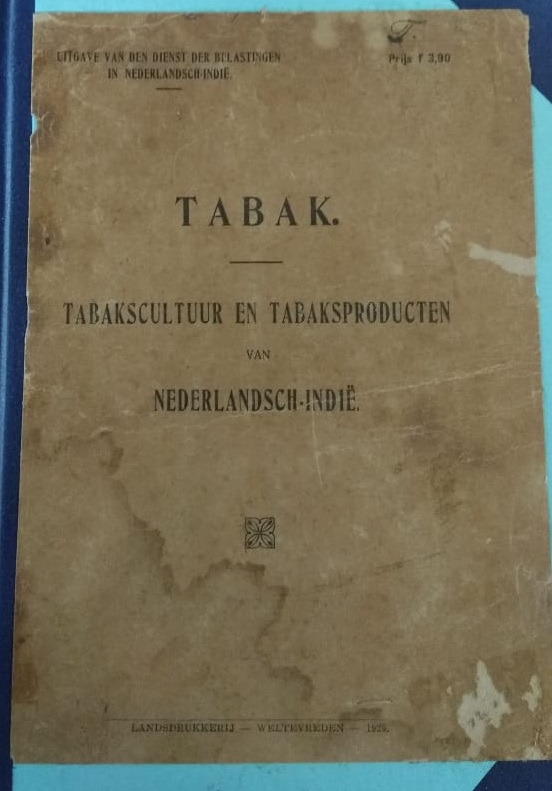 T.
UITGAVE VAN DEN DIENST DER BELASTINGEN
IN NEDERLANDSCH-INDIË.
Prijs f 3,90
TABAK.
TABAKSCULTUUR EN TABAKSPRODUCTEN
VAN
NEDERLANDSCH-INDIË.
LANDSDRUKKERIJ — WELTEVREDEN —